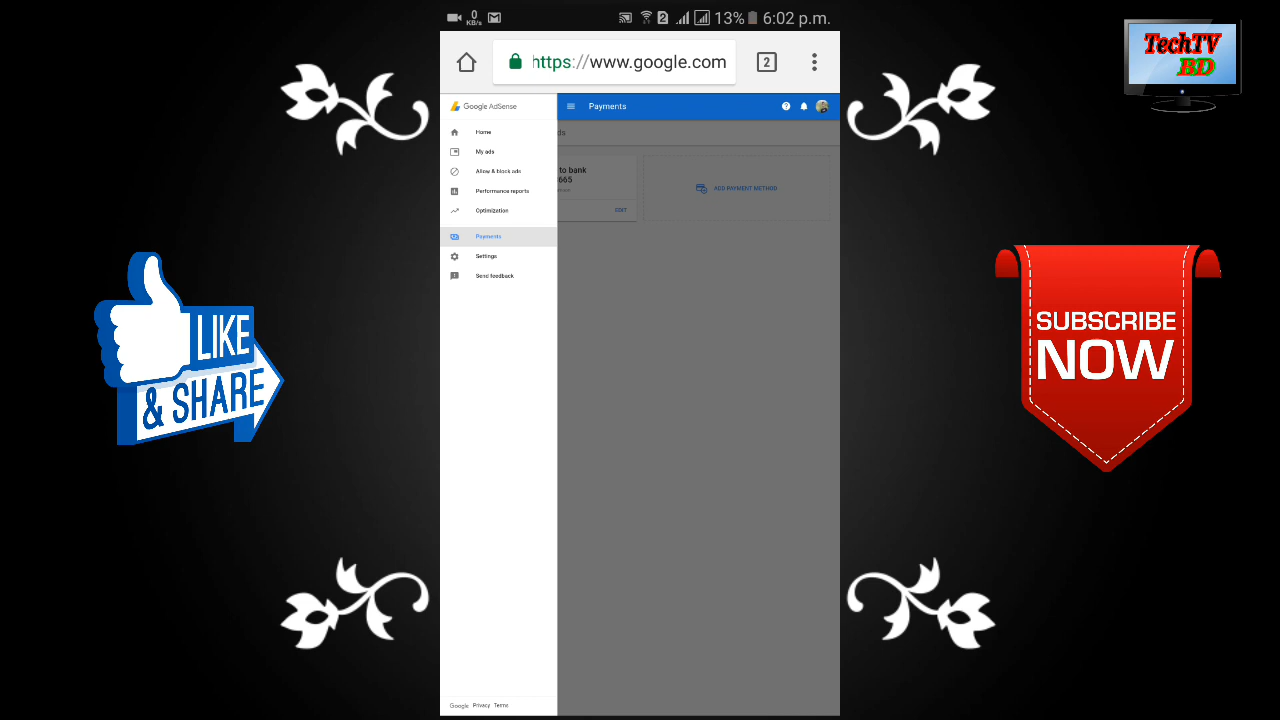 0
KB/s
2
13%
6:02 p.m.
https://www.google.com
2
TechTV
BD
Google AdSense
Payments
Home
My ads
Allow & block ads
Performance reports
Optimization
Payments
Settings
Send feedback
ds
to bank
665
EDIT
ADD PAYMENT METHOD
LIKE
& SHARE
SUBSCRIBE
NOW
Google Privacy Terms